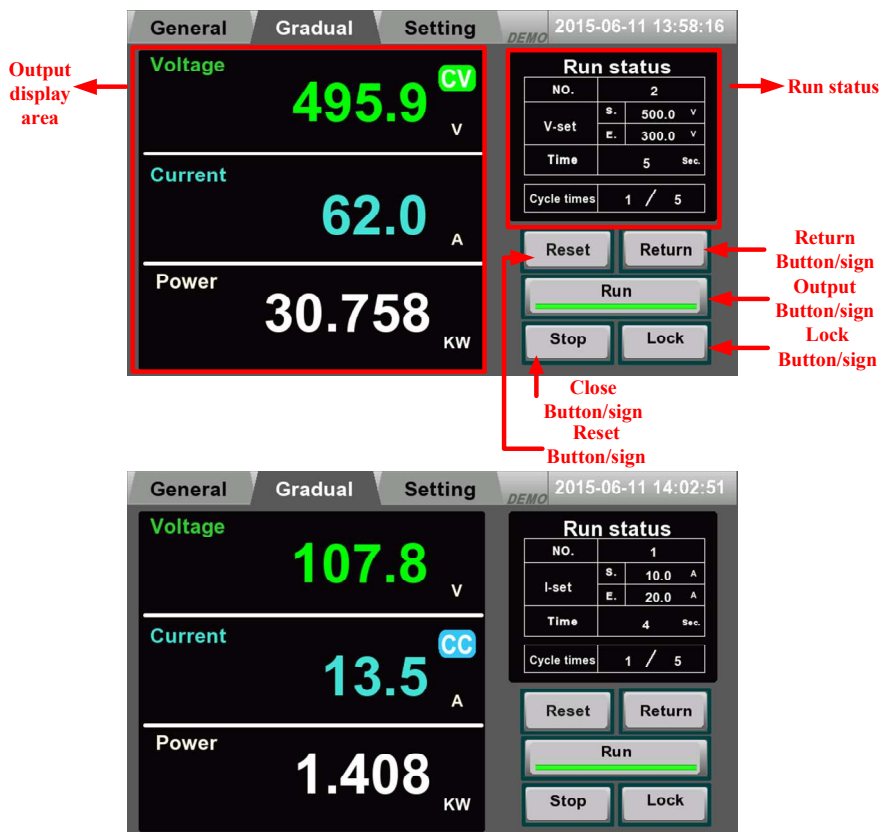 General Gradual Setting DEMO 2015-06-11 13:58:16
Output
display
area
Voltage
CV
495.9 V
Current
62.0 A
Power
30.758 KW
Run status
NO. 2
V-set S. 500.0 V
E. 300.0 V
Time 5 Sec.
Cycle times 1 / 5
Run status
Reset Return
Run
Stop Lock
Return
Button/sign
Output
Button/sign
Lock
Button/sign
Close
Button/sign
Reset
Button/sign
General Gradual Setting DEMO 2015-06-11 14:02:51
Voltage
107.8 V
Current
CC
13.5 A
Power
1.408 KW
Run status
NO. 1
I-set S. 10.0 A
E. 20.0 A
Time 4 Sec.
Cycle times 1 / 5
Reset Return
Run
Stop Lock